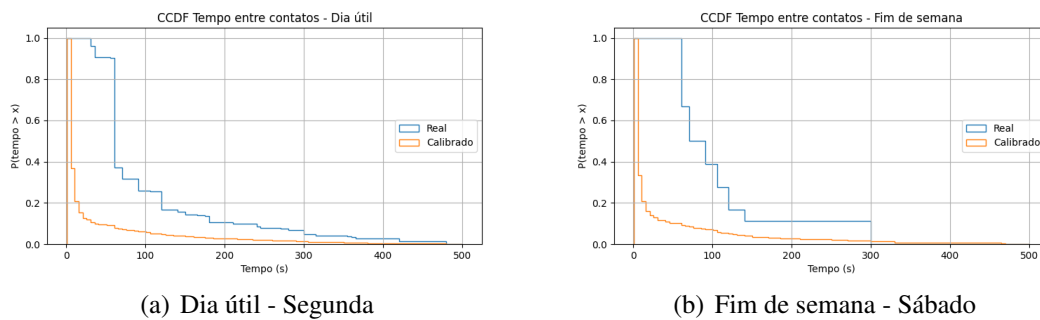 CCDF Tempo entre contatos - Dia útil
P(tempo > x)
1.0
0.8
0.6
0.4
0.2
0.0
Real
Calibrado
0 100 200 300 400 500
Tempo (s)
(a) Dia útil - Segunda
CCDF Tempo entre contatos - Fim de semana
P(tempo > x)
1.0
0.8
0.6
0.4
0.2
0.0
Real
Calibrado
0 100 200 300 400 500
Tempo (s)
(b) Fim de semana - Sábado